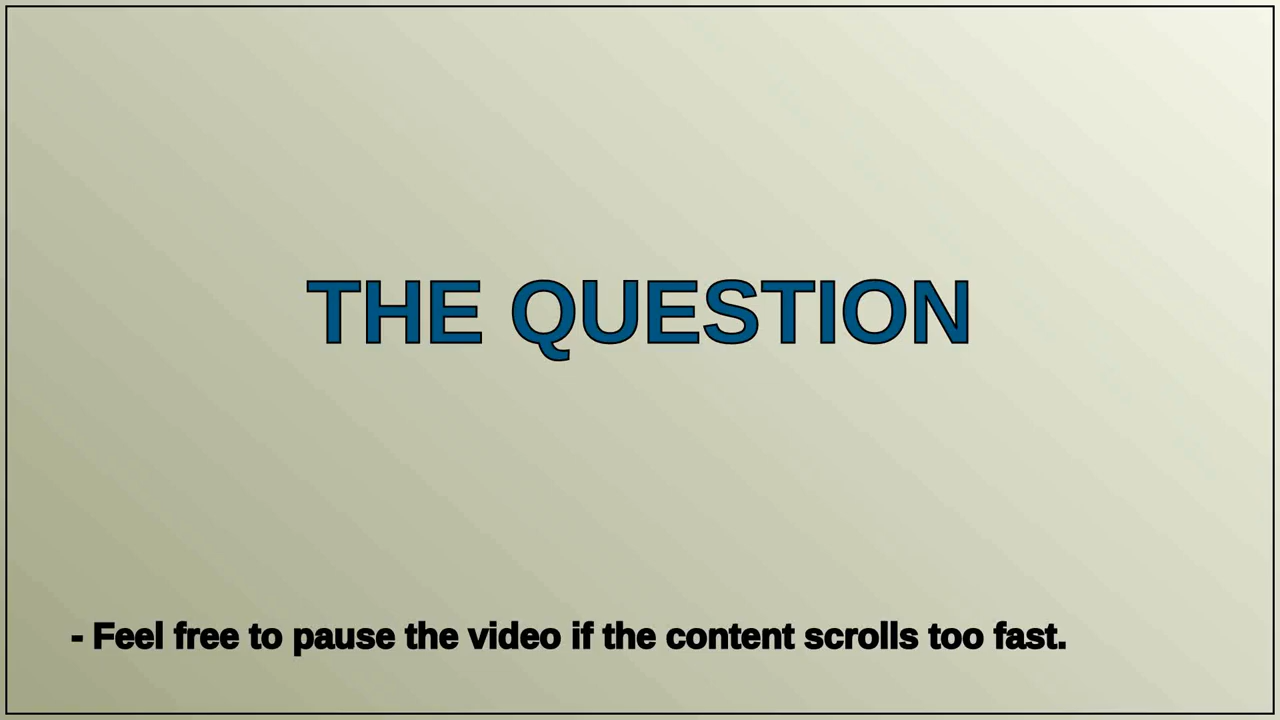 THE QUESTION
- Feel free to pause the video if the content scrolls too fast.